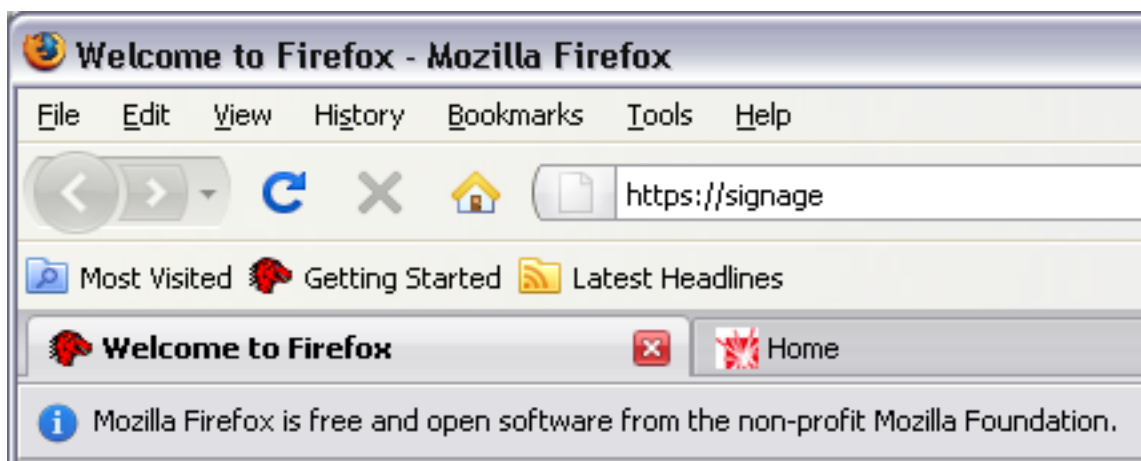 Welcome to Firefox - Mozilla Firefox
File Edit View History Bookmarks Tools Help
https://signage
Most Visited Getting Started Latest Headlines
Welcome to Firefox Home
Mozilla Firefox is free and open software from the non-profit Mozilla Foundation.